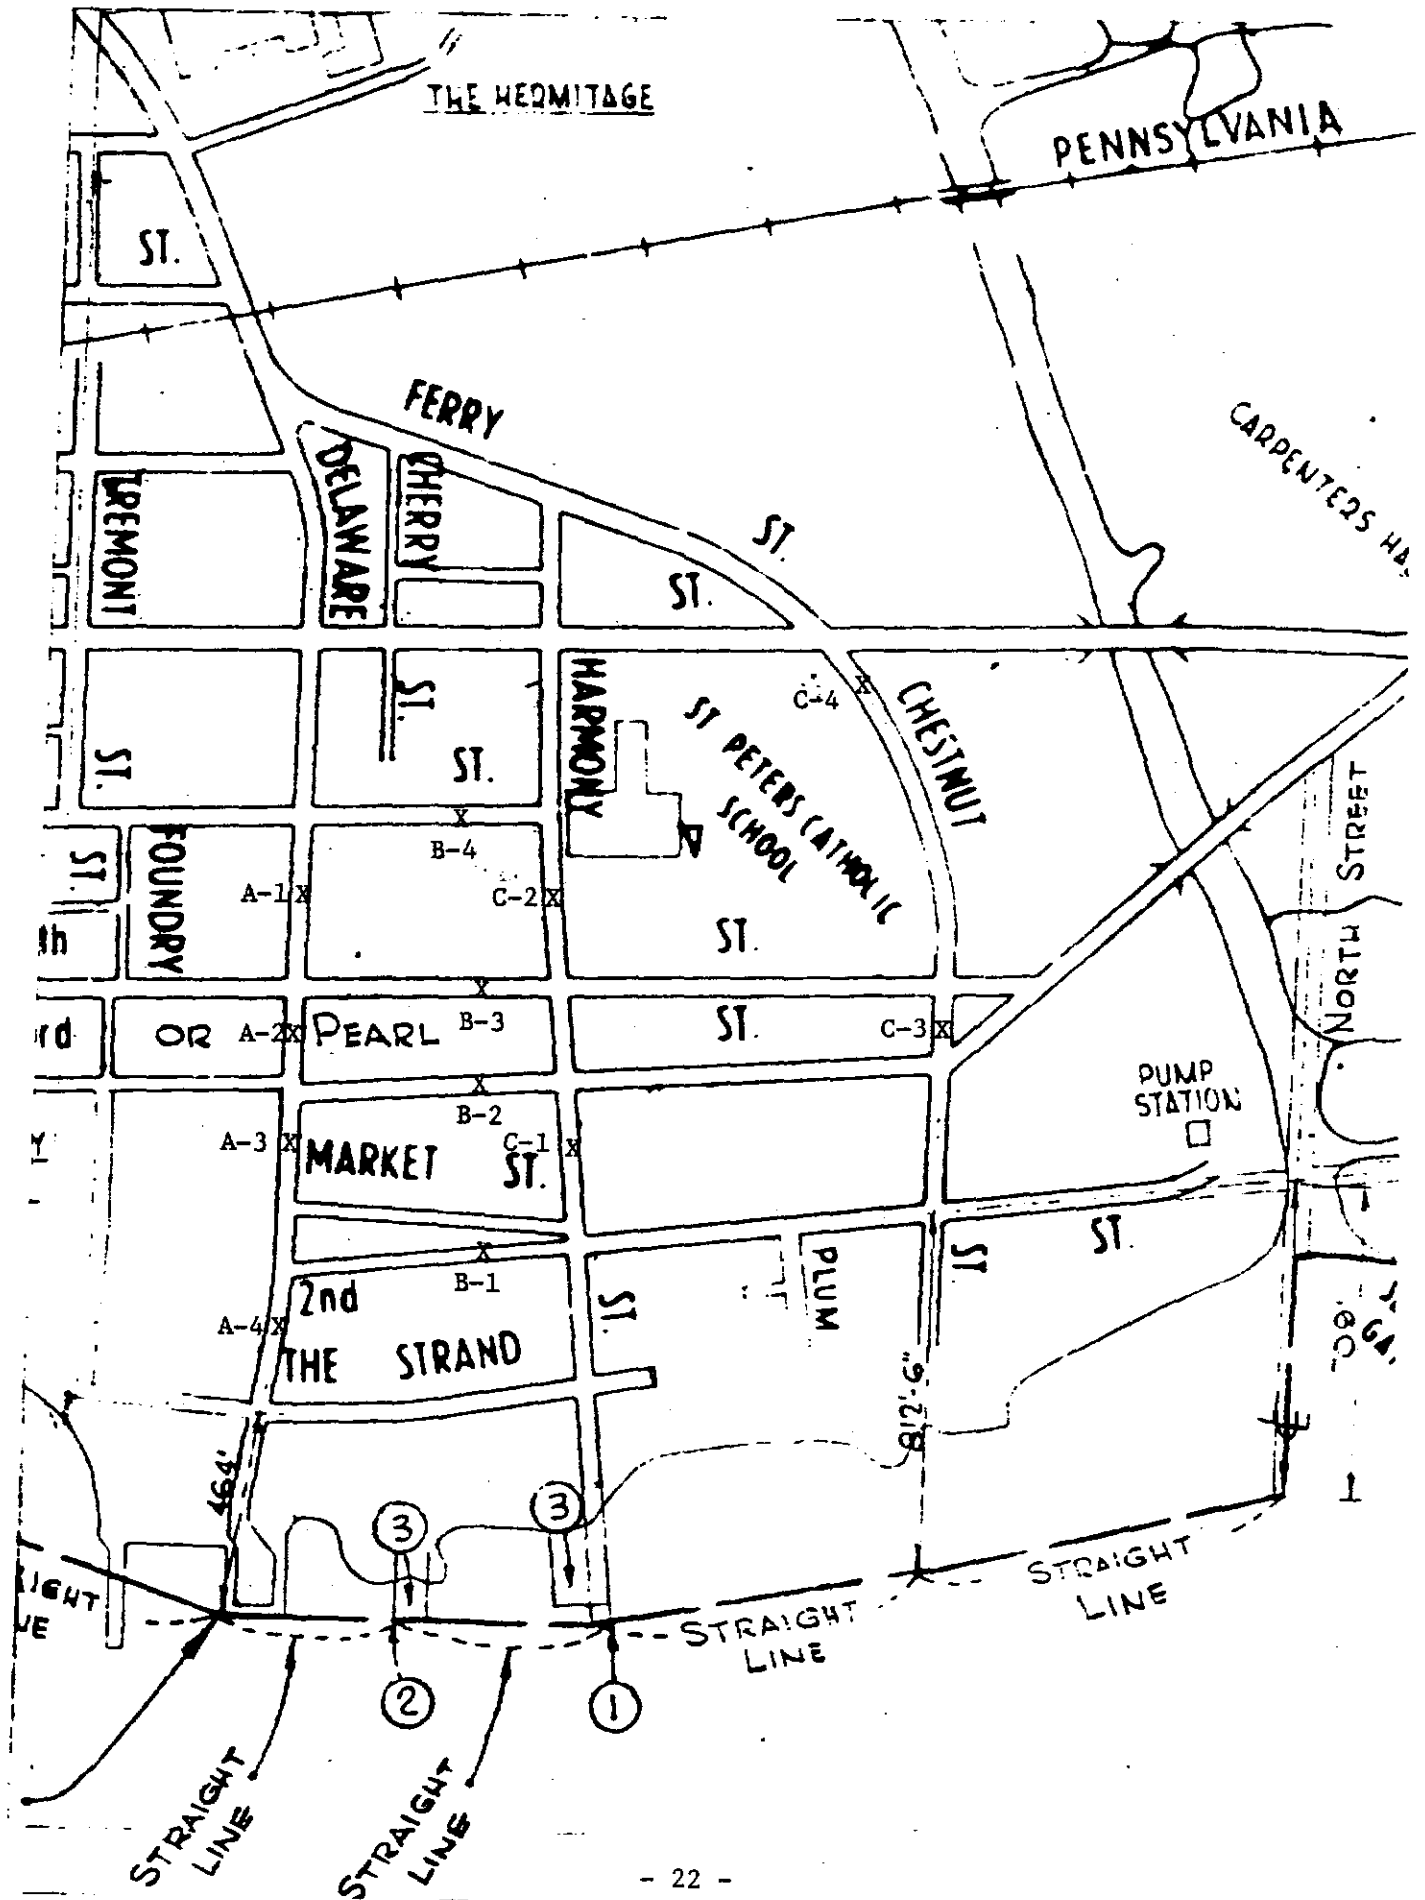 THE HERMITAGE
PENNSYLVANIA
ST.
FERRY
CARPENTERS
DELAWARE
CHERRY
TREMONT
ST.
ST.
HARMONY
C-4 X
CHESTNUT
ST.
ST PETERS CATHOLIC
SCHOOL
ST.
ST.
NORTH STREET
X
B-4
FOUNDRY
ST.
A-1 X
C-2 X
th
ST.
X
B-3
rd
OR
A-2 X
PEARL
ST.
C-3 X
PUMP
STATION
X
B-2
A-3 X
C-1 X
MARKET
ST.
ST.
ST.
PLUM
X
B-1
2nd
ST.
A-4 X
THE STRAND
812'-6"
464'
3
3
STRAIGHT
LINE
STRAIGHT
LINE
2
1
STRAIGHT
LINE
STRAIGHT
LINE
- 22 -